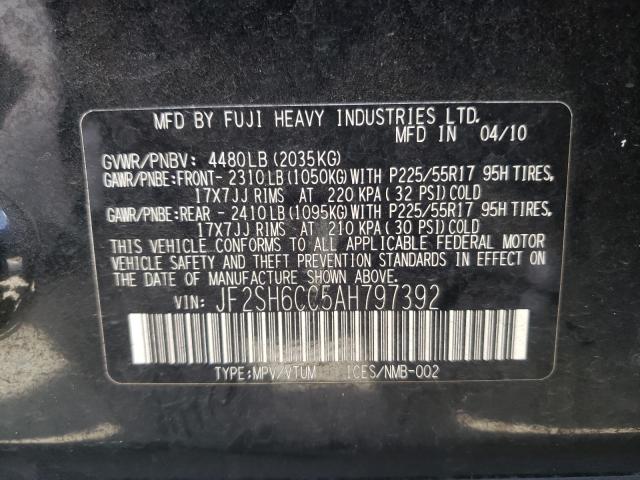 MFD BY FUJI HEAVY INDUSTRIES LTD.
MFD IN 04/10
GVWR/PNBV: 4480LB (2035KG)
GAWR/PNBE:FRONT- 2310LB (1050KG) WITH P225/55R17 95H TIRES,
17X7JJ RIMS AT 220 KPA (32 PSI) COLD
GAWR/PNBE:REAR - 2410LB (1095KG) WITH P225/55R17 95H TIRES,
17X7JJ RIMS AT 210 KPA (30 PSI) COLD
THIS VEHICLE CONFORMS TO ALL APPLICABLE FEDERAL MOTOR
VEHICLE SAFETY AND THEFT PREVENTION STANDARDS IN EFFECT ON
THE DATE OF MANUFACTURE SHOWN ABOVE.
VIN: JF2SH6CC5AH797392
TYPE:MPV/VTUM ICES/NMB-002